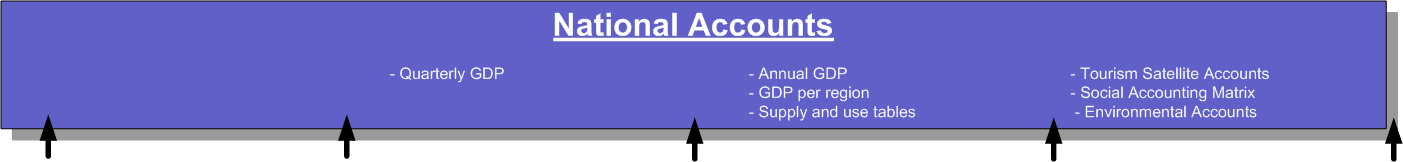 National Accounts
- Quarterly GDP
- Annual GDP
- GDP per region
- Supply and use tables
- Tourism Satellite Accounts
- Social Accounting Matrix
- Environmental Accounts